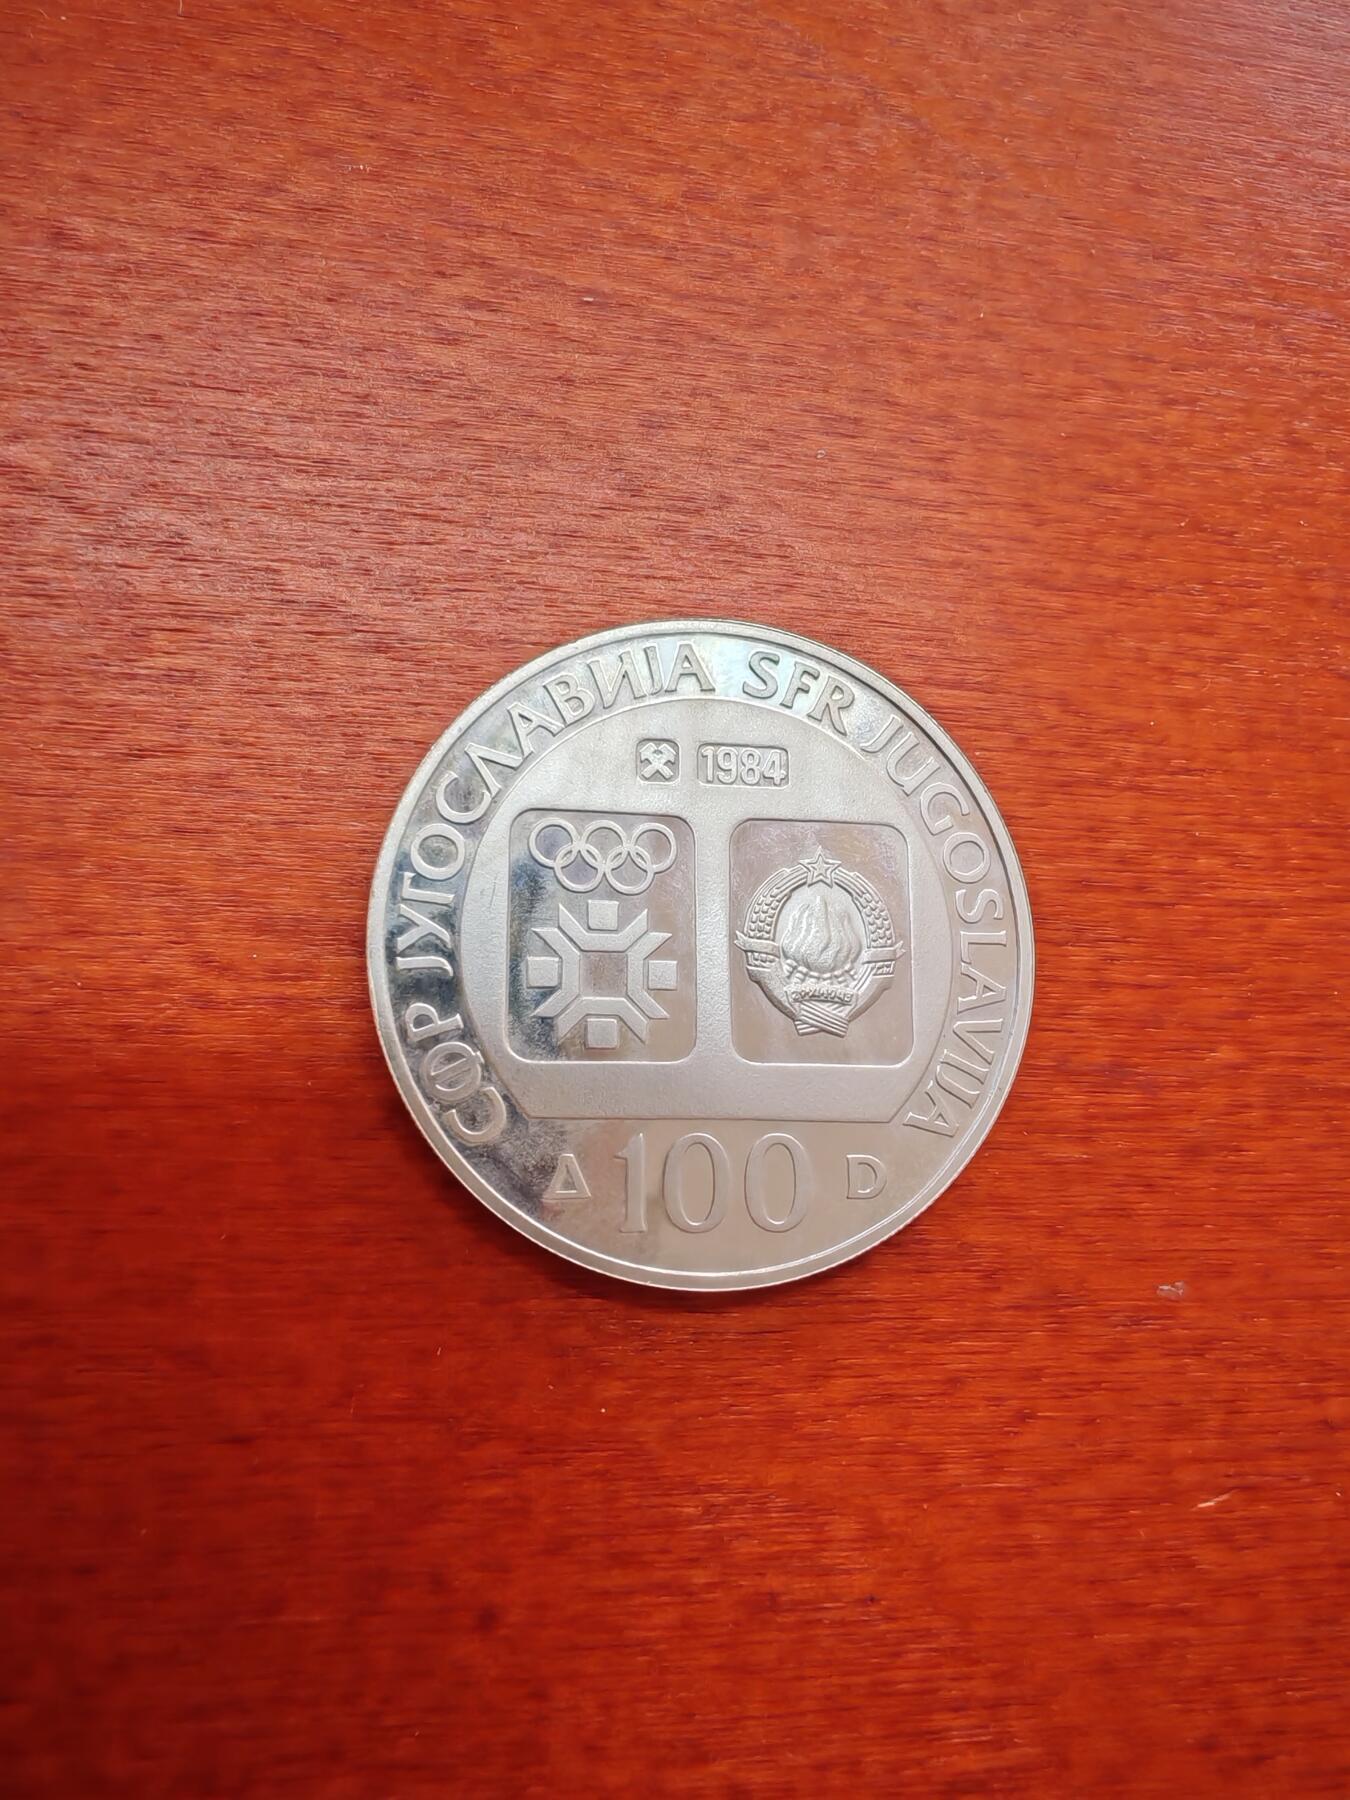 СФР ЈУГОСЛАВИЈА SFR JUGOSLAVIJA
1984
Д 100 D